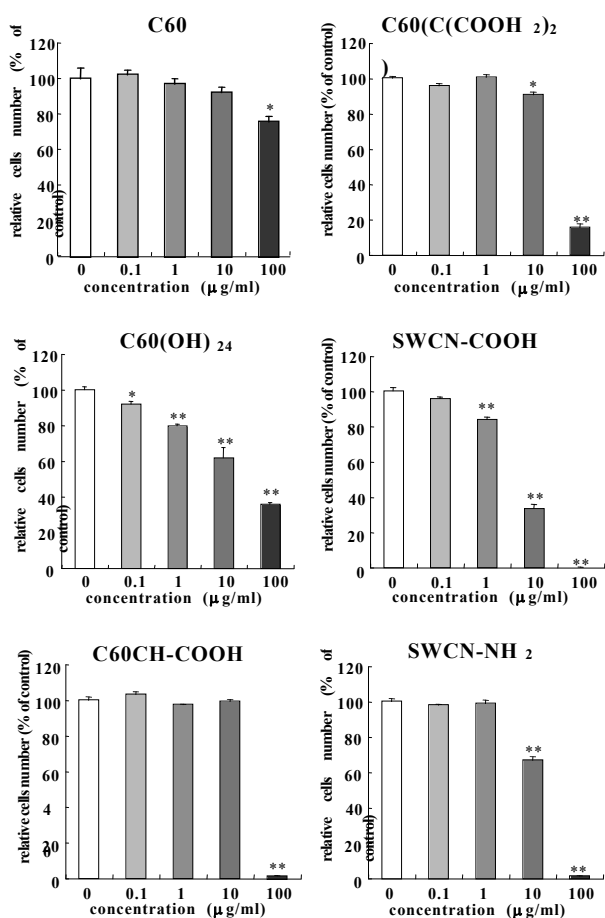 C60
relative cells number (% of control)
120
100
80
60
40
20
0
*
0 0.1 1 10 100
concentration (μg/ml)
C60(C(COOH 2)2
)
relative cells number (% of control)
120
100
80
60
40
20
0
*
**
0 0.1 1 10 100
concentration (μg/ml)
C60(OH) 24
relative cells number (% of control)
120
100
80
60
40
20
0
*
**
**
**
0 0.1 1 10 100
concentration (μg/ml)
SWCN-COOH
relative cells number (% of control)
120
100
80
60
40
20
0
**
**
**
0 0.1 1 10 100
concentration (μg/ml)
C60CH-COOH
relative cells number (% of control)
120
100
80
60
4
20
0
0
**
0 0.1 1 10 100
concentration (μg/ml)
SWCN-NH 2
relative cells number (% of control)
120
100
80
60
40
20
0
**
**
0 0.1 1 10 100
concentration (μg/ml)